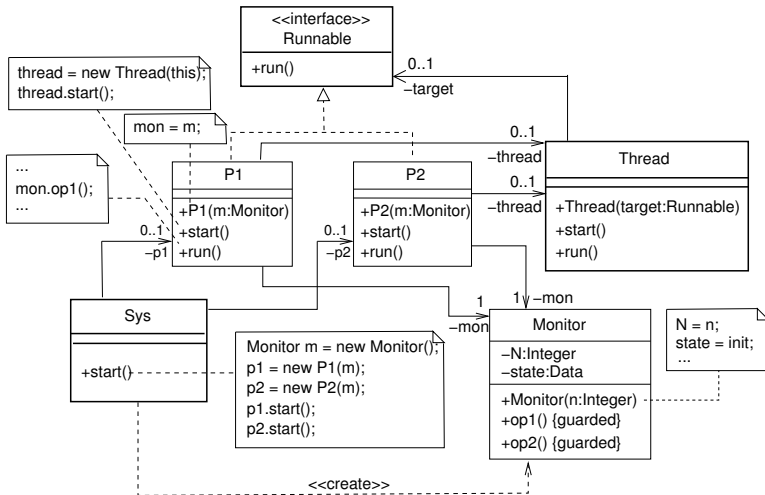 <<interface>>
Runnable
+run()
0..1
−target
thread = new Thread(this);
thread.start();
mon = m;
...
mon.op1();
...
P1
+P1(m:Monitor)
+start()
+run()
P2
+P2(m:Monitor)
+start()
+run()
0..1
−thread
0..1
−thread
Thread
+Thread(target:Runnable)
+start()
+run()
0..1
−p1
0..1
−p2
Sys
+start()
Monitor m = new Monitor();
p1 = new P1(m);
p2 = new P2(m);
p1.start();
p2.start();
1
−mon
1
−mon
Monitor
−N:Integer
−state:Data
+Monitor(n:Integer)
+op1() {guarded}
+op2() {guarded}
N = n;
state = init;
...
<<create>>